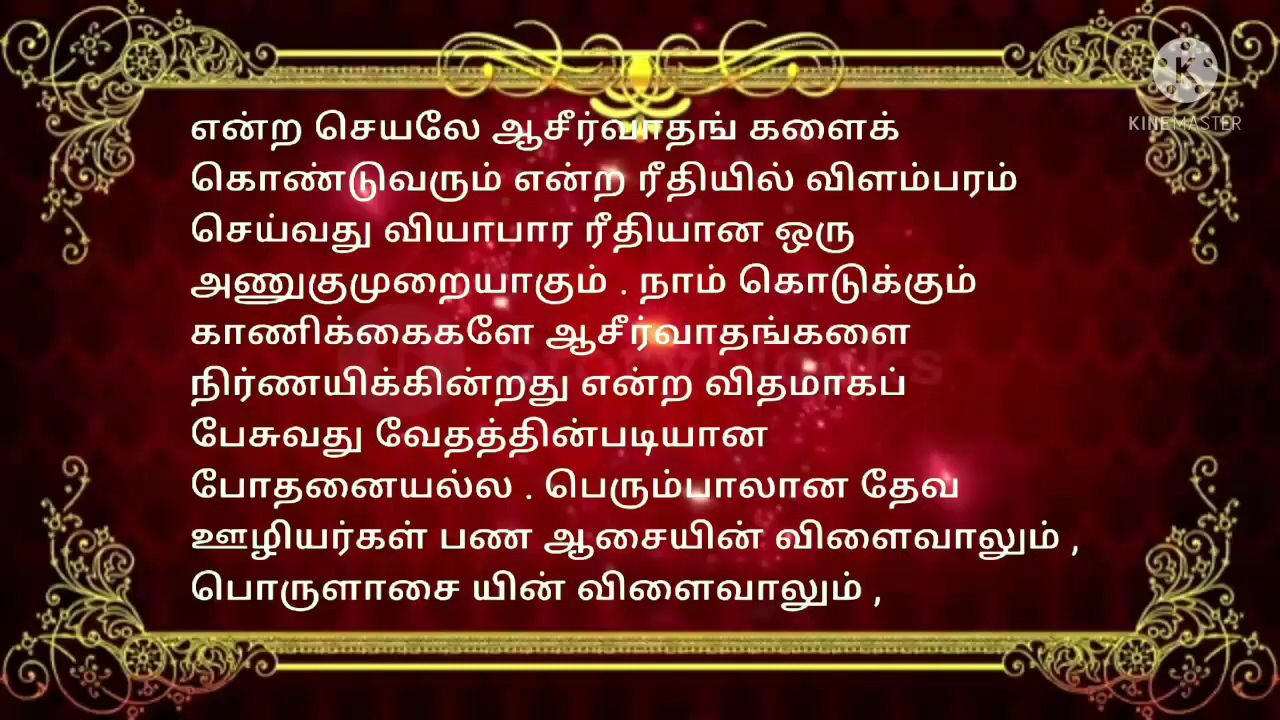 என்ற செயலே ஆசீர்வாதங் களைக்
கொண்டுவரும் என்ற ரீதியில் விளம்பரம்
செய்வது வியாபார ரீதியான ஒரு
அணுகுமுறையாகும் . நாம் கொடுக்கும்
காணிக்கைகளே ஆசீர்வாதங்களை
நிர்ணயிக்கின்றது என்ற விதமாகப்
பேசுவது வேதத்தின்படியான
போதனையல்ல . பெரும்பாலான தேவ
ஊழியர்கள் பண ஆசையின் விளைவாலும் ,
பொருளாசை யின் விளைவாலும் ,
KINEMASTER